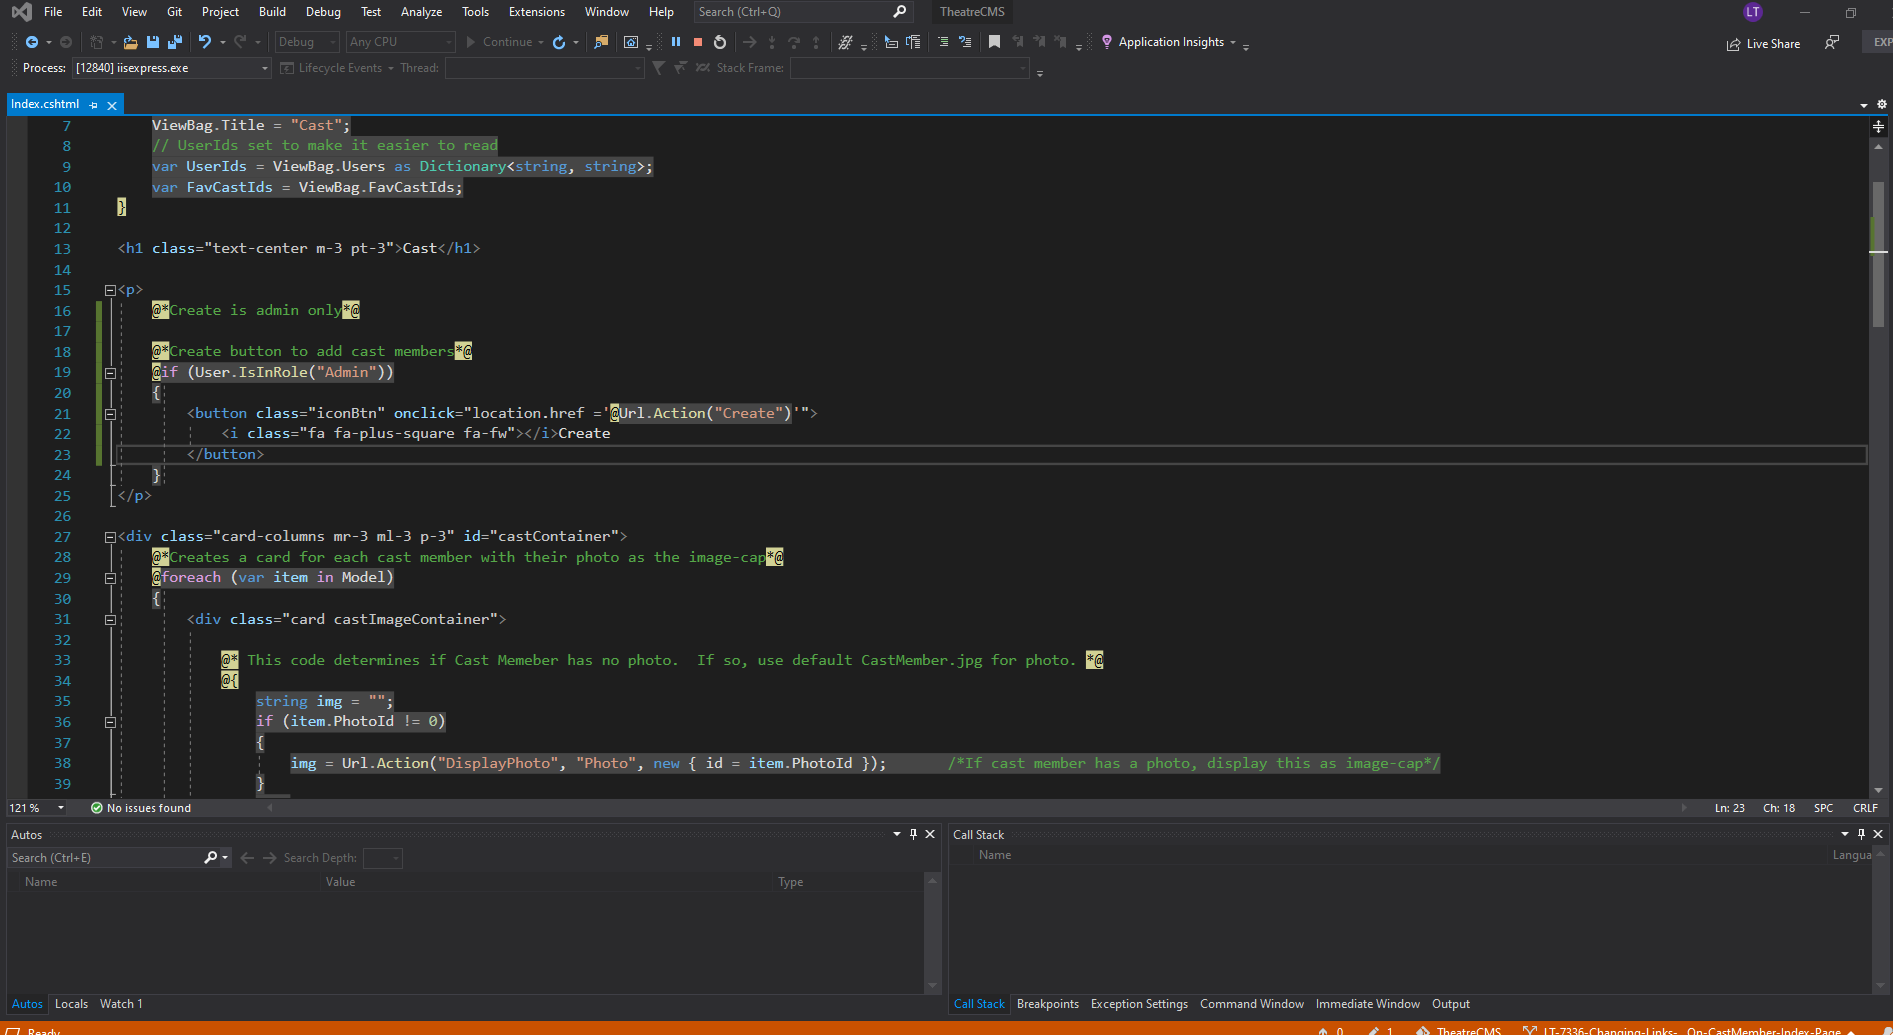 File Edit View Git Project Build Debug Test Analyze Tools Extensions Window Help Search (Ctrl+Q) TheatreCMS LT
Debug Any CPU Continue Application Insights Live Share EXP
Process: [12840] iisexpress.exe Lifecycle Events Thread: Stack Frame:
Index.cshtml
7 ViewBag.Title = "Cast";
8 // UserIds set to make it easier to read
9 var UserIds = ViewBag.Users as Dictionary<string, string>;
10 var FavCastIds = ViewBag.FavCastIds;
11 }
12
13 <h1 class="text-center m-3 pt-3">Cast</h1>
14
15 <p>
16 @*Create is admin only*@
17
18 @*Create button to add cast members*@
19 @if (User.IsInRole("Admin"))
20 {
21 <button class="iconBtn" onclick="location.href ='@Url.Action("Create")'">
22 <i class="fa fa-plus-square fa-fw"></i>Create
23 </button>
24 }
25 </p>
26
27 <div class="card-columns mr-3 ml-3 p-3" id="castContainer">
28 @*Creates a card for each cast member with their photo as the image-cap*@
29 @foreach (var item in Model)
30 {
31 <div class="card castImageContainer">
32
33 @* This code determines if Cast Memeber has no photo.  If so, use default CastMember.jpg for photo. *@
34 @{
35 string img = "";
36 if (item.PhotoId != 0)
37 {
38 img = Url.Action("DisplayPhoto", "Photo", new { id = item.PhotoId }); /*If cast member has a photo, display this as image-cap*/
39 }
121 % No issues found Ln: 23 Ch: 18 SPC CRLF
Autos
Search (Ctrl+E) Search Depth:
Name Value Type
Autos Locals Watch 1
Call Stack
Name Langua
Call Stack Breakpoints Exception Settings Command Window Immediate Window Output
Ready 0 1 TheatreCMS LT-7336-Changing-Links-_On-CastMember-Index-Page